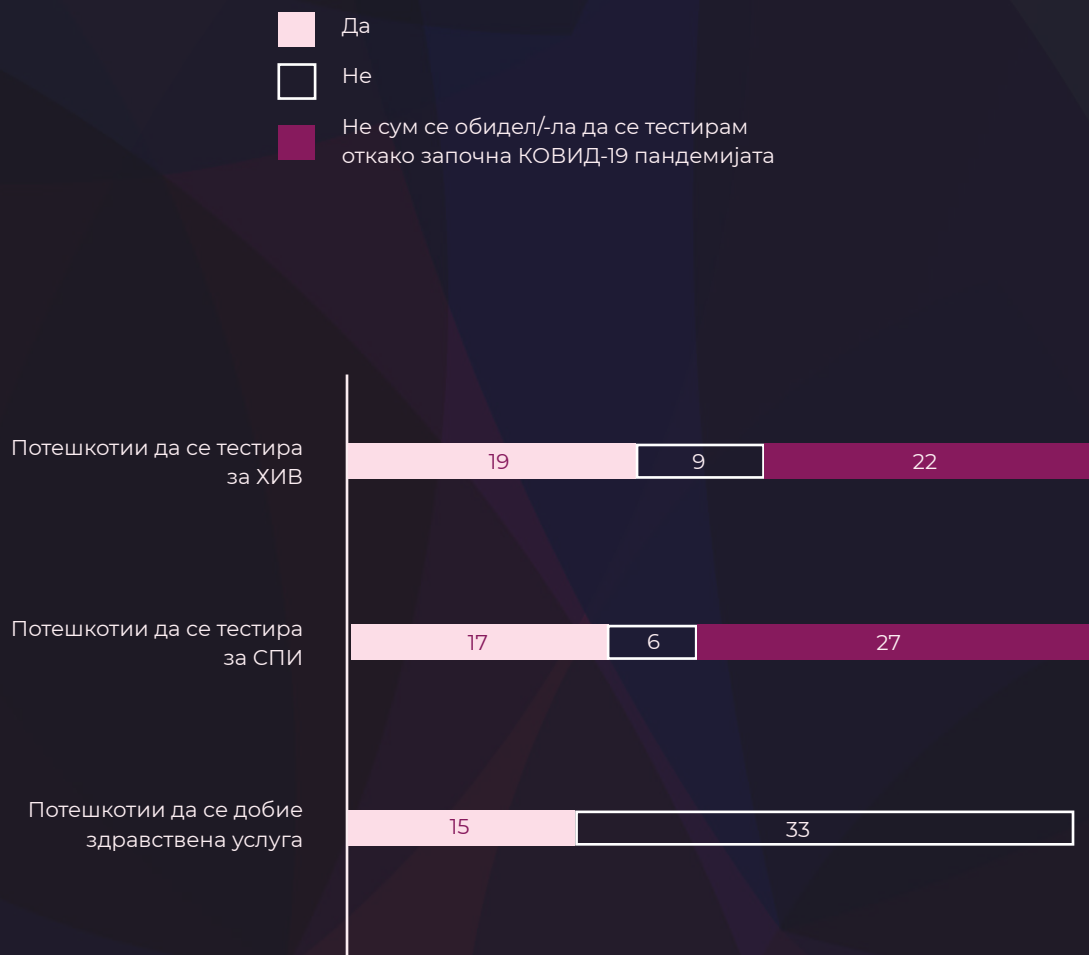 Да
Не
Не сум се обидел/-ла да се тестирам
откако започна КОВИД-19 пандемијата
Потешкотии да се тестира
за ХИВ
19
9
22
Потешкотии да се тестира
за СПИ
17
6
27
Потешкотии да се добие
здравствена услуга
15
33